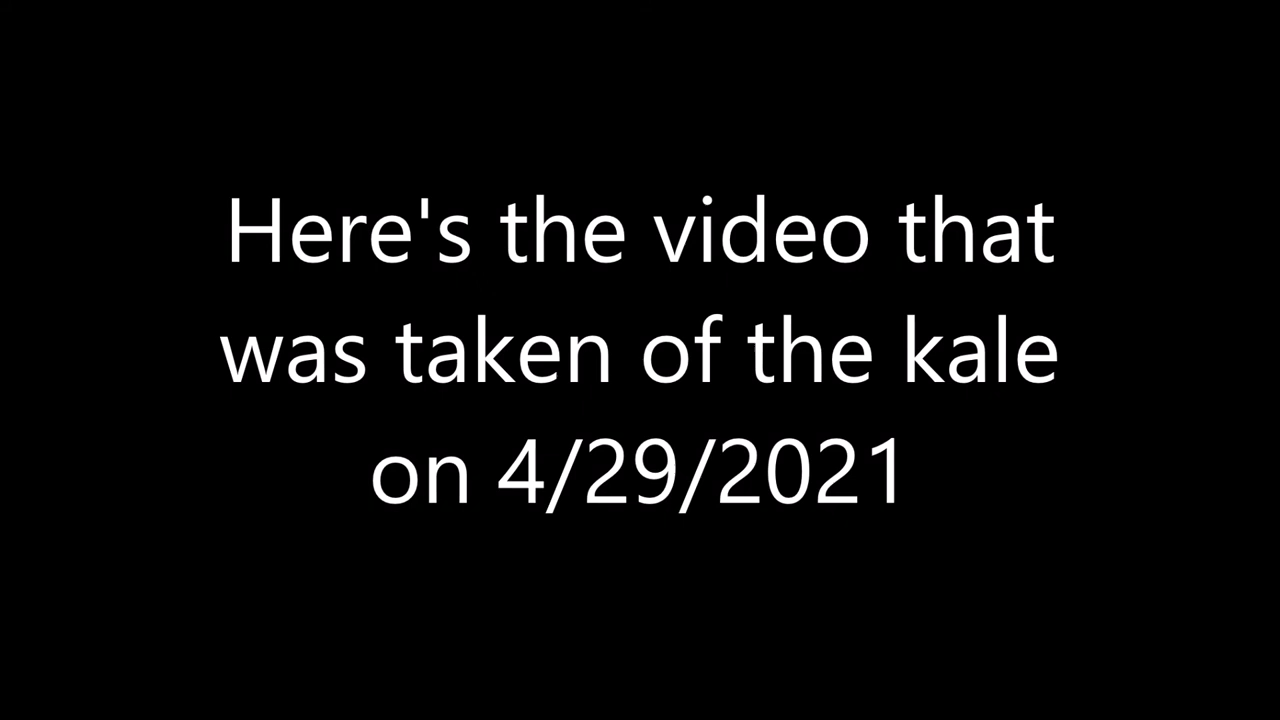 Here's the video that
was taken of the kale
on 4/29/2021